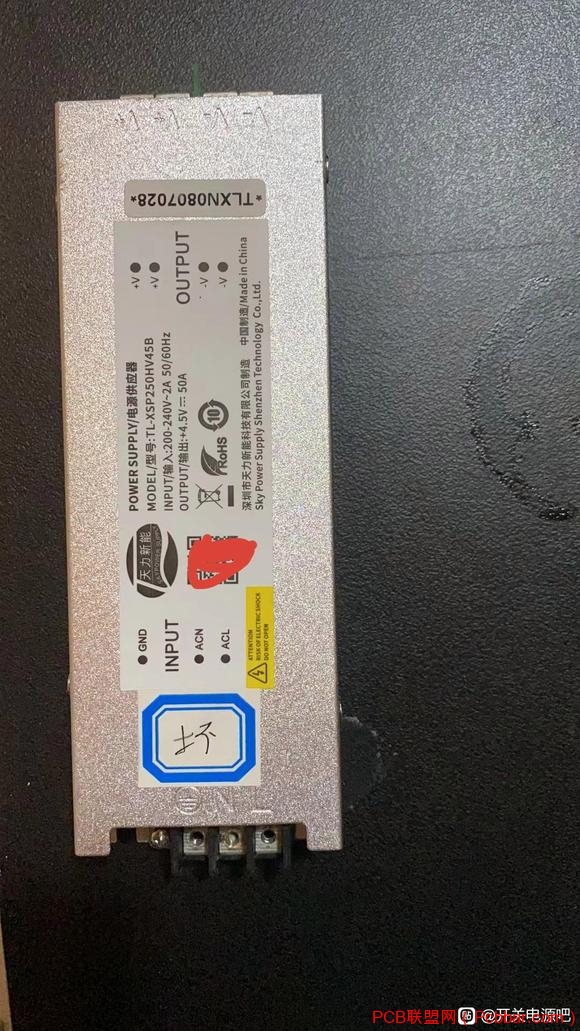 +V +V -V -V
*TLXN0807028*
POWER SUPPLY/电源供应器
MODEL/型号:TL-XSP250HV45B
INPUT/输入:200-240V~2A 50/60Hz
OUTPUT/输出:+4.5V⎓50A
+V
+V
OUTPUT
-V
-V
RoHS
10
深圳市天力新能科技有限公司制造 中国制造/Made in China
Sky Power Supply Shenzhen Technology Co.,Ltd.
天力新能
GND
INPUT
ACN
ACL
ATTENTION
RISK OF ELECTRIC SHOCK
DO NOT OPEN
坏
N L
PCB联盟网
@开关电源吧